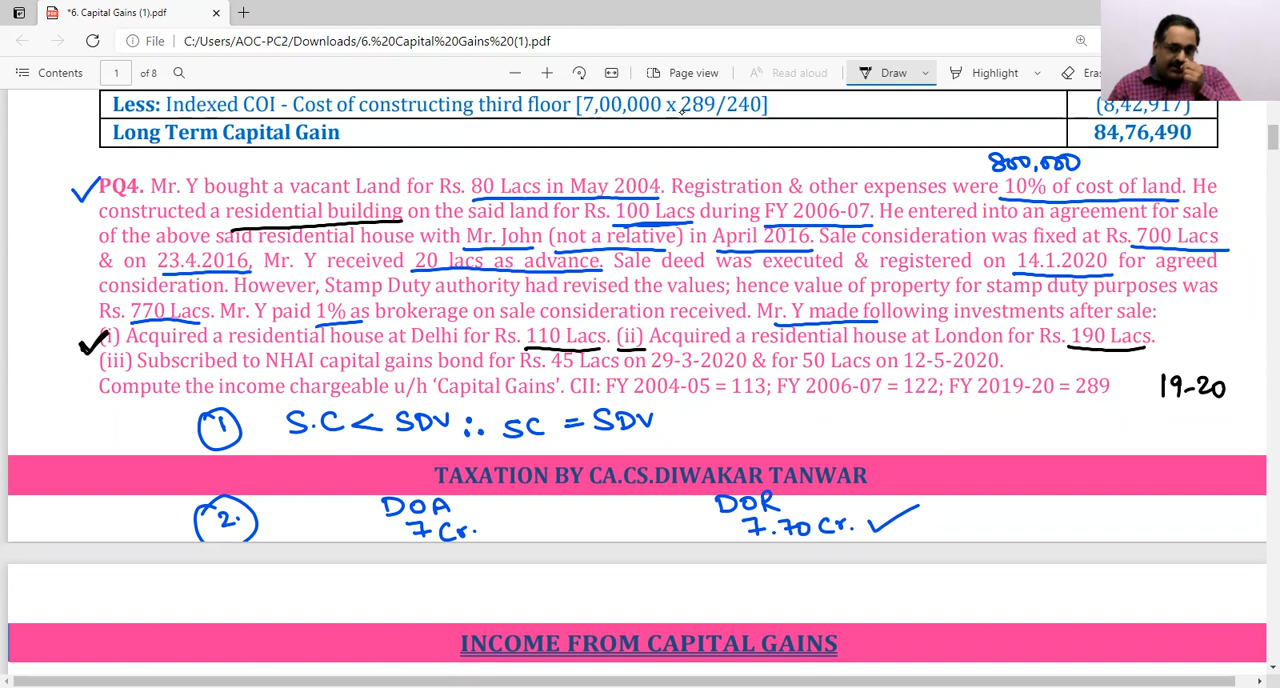 *6. Capital Gains (1).pdf
File C:/Users/AOC-PC2/Downloads/6.%20Capital%20Gains%20(1).pdf
Contents 1 of 8 Page view Read aloud Draw Highlight
Less: Indexed COI - Cost of constructing third floor [7,00,000 x 289/240] (8,42,917)
Long Term Capital Gain 84,76,490
800,000
PQ4. Mr. Y bought a vacant Land for Rs. 80 Lacs in May 2004. Registration & other expenses were 10% of cost of land. He
constructed a residential building on the said land for Rs. 100 Lacs during FY 2006-07. He entered into an agreement for sale
of the above said residential house with Mr. John (not a relative) in April 2016. Sale consideration was fixed at Rs. 700 Lacs
& on 23.4.2016, Mr. Y received 20 lacs as advance. Sale deed was executed & registered on 14.1.2020 for agreed
consideration. However, Stamp Duty authority had revised the values; hence value of property for stamp duty purposes was
Rs. 770 Lacs. Mr. Y paid 1% as brokerage on sale consideration received. Mr. Y made following investments after sale:
(i) Acquired a residential house at Delhi for Rs. 110 Lacs. (ii) Acquired a residential house at London for Rs. 190 Lacs.
(iii) Subscribed to NHAI capital gains bond for Rs. 45 Lacs on 29-3-2020 & for 50 Lacs on 12-5-2020.
Compute the income chargeable u/h 'Capital Gains'. CII: FY 2004-05 = 113; FY 2006-07 = 122; FY 2019-20 = 289 19-20
1 S.C < SDV ∴ SC = SDV
TAXATION BY CA.CS.DIWAKAR TANWAR
2. DOA DOR
7 Cr. 7.70 Cr.
INCOME FROM CAPITAL GAINS